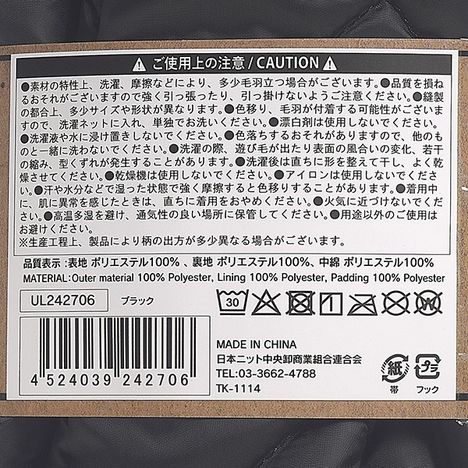 ⚠ ご使用上の注意 / CAUTION ⚠
●素材の特性上、洗濯、摩擦などにより、多少毛羽立つ場合がございます。●品質を損ね
るおそれがございますので強く引っ張ったり、引っ掛けないようご注意ください。●縫製
の都合上、多少サイズや形状が異なります。●色移り、毛羽が付着する可能性がございま
すので、洗濯ネットに入れ、単独でお洗いください。●漂白剤は使用しないでください。
●洗濯液や水に浸け置きしないでください。●色落ちするおそれがありますので、他のも
のと一緒に洗わないでください。●洗濯の際、遊び毛が出たり表面の風合いの変化、若干
の縮み、型くずれが発生することがあります。●洗濯後は直ちに形を整えて干し、よく乾
燥させてください。●乾燥機は使用しないでください。●アイロンは使用しないでください。
●汗や水分などで湿った状態で強く摩擦すると色移りすることがあります。●着用中
に、肌に異常を感じたときは、直ちに着用をおやめください。●火気に近づけないでくださ
い。●高温多湿を避け、通気性の良い場所に保管してください。●用途以外のご使用は
お避けください。
※生産工程上、製品により柄の出方が多少異なる場合がございます。
品質表示：表地 ポリエステル100% 、裏地 ポリエステル100%、中綿 ポリエステル100%
MATERIAL: Outer material 100% Polyester, Lining 100% Polyester, Padding 100% Polyester
UL242706 ブラック
30
4 524039 242706
MADE IN CHINA
日本ニット中央卸商業組合連合会
TEL:03-3662-4788
TK-1114
紙
帯
プラ
フック